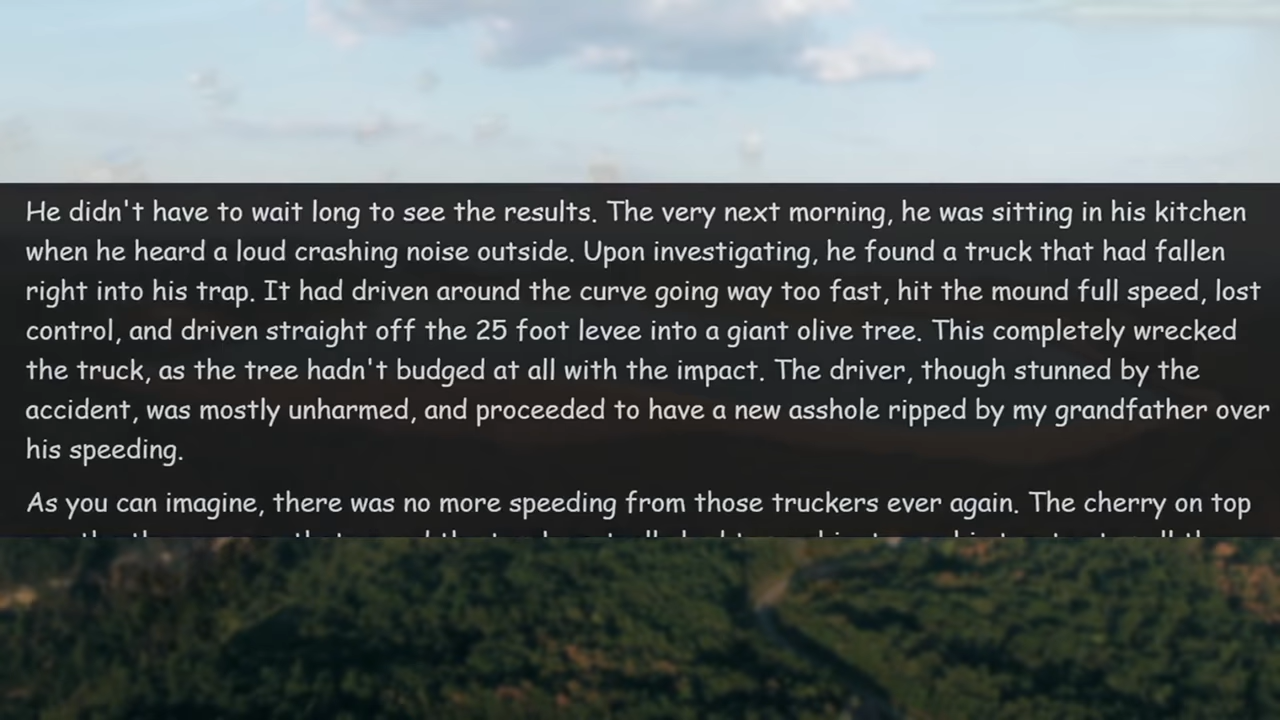 He didn't have to wait long to see the results. The very next morning, he was sitting in his kitchen
when he heard a loud crashing noise outside. Upon investigating, he found a truck that had fallen
right into his trap. It had driven around the curve going way too fast, hit the mound full speed, lost
control, and driven straight off the 25 foot levee into a giant olive tree. This completely wrecked
the truck, as the tree hadn't budged at all with the impact. The driver, though stunned by the
accident, was mostly unharmed, and proceeded to have a new asshole ripped by my grandfather over
his speeding.
As you can imagine, there was no more speeding from those truckers ever again. The cherry on top